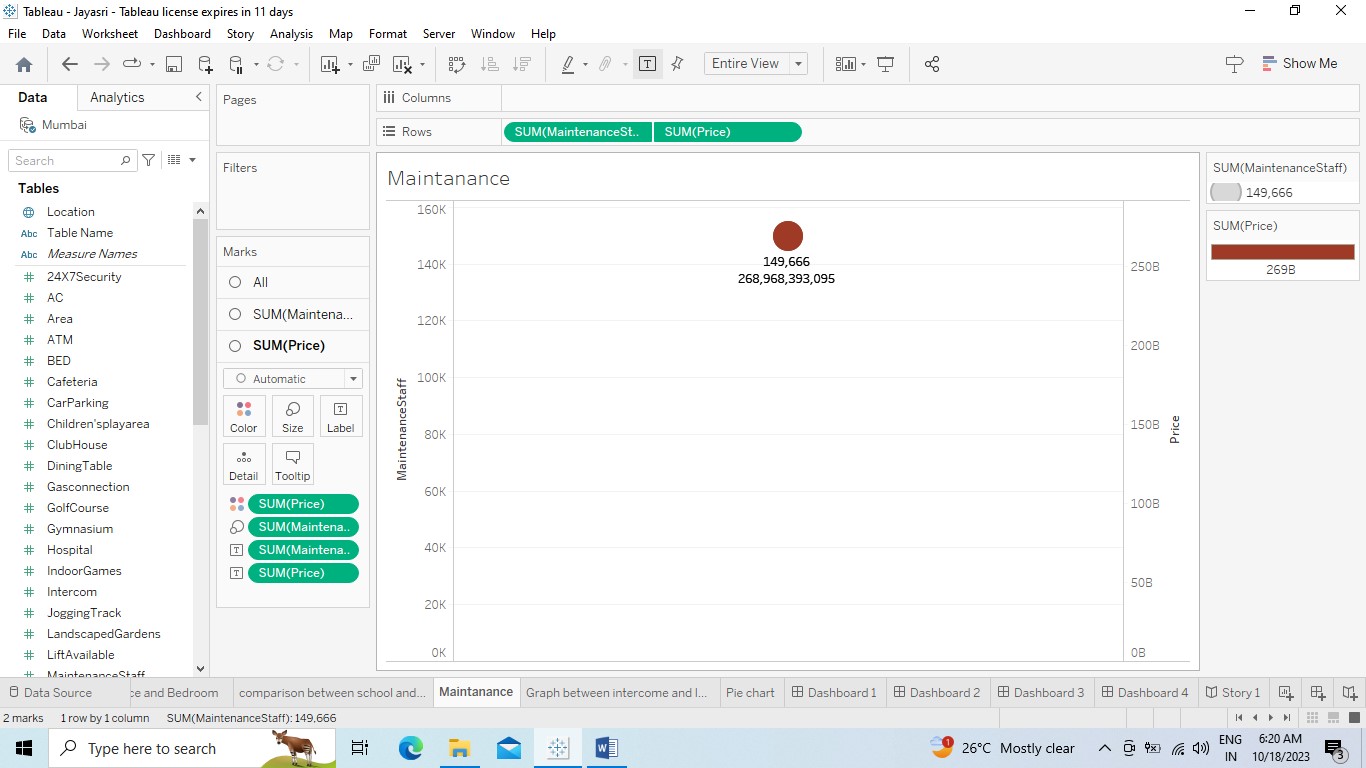 Tableau - Jayasri - Tableau license expires in 11 days
File Data Worksheet Dashboard Story Analysis Map Format Server Window Help
Entire View
Show Me
Data Analytics
Mumbai
Search
Tables
Location
Abc Table Name
Abc Measure Names
24X7Security
AC
Area
ATM
BED
Cafeteria
CarParking
Children'splayarea
ClubHouse
DiningTable
Gasconnection
GolfCourse
Gymnasium
Hospital
IndoorGames
Intercom
JoggingTrack
LandscapedGardens
LiftAvailable
MaintenanceStaff
Pages
Filters
Marks
All
SUM(Maintena...
SUM(Price)
Automatic
Color Size Label
Detail Tooltip
SUM(Price)
SUM(Maintena..
SUM(Maintena..
SUM(Price)
Columns
Rows SUM(MaintenanceSt.. SUM(Price)
Maintanance
MaintenanceStaff
160K
140K
120K
100K
80K
60K
40K
20K
0K
149,666
268,968,393,095
250B
200B
150B
100B
50B
0B
Price
SUM(MaintenanceStaff)
149,666
SUM(Price)
269B
Data Source ce and Bedroom comparison between school and... Maintanance Graph between intercome and l... Pie chart Dashboard 1 Dashboard 2 Dashboard 3 Dashboard 4 Story 1
2 marks 1 row by 1 column SUM(MaintenanceStaff): 149,666
Type here to search
1
26°C Mostly clear
ENG
IN
6:20 AM
10/18/2023
3